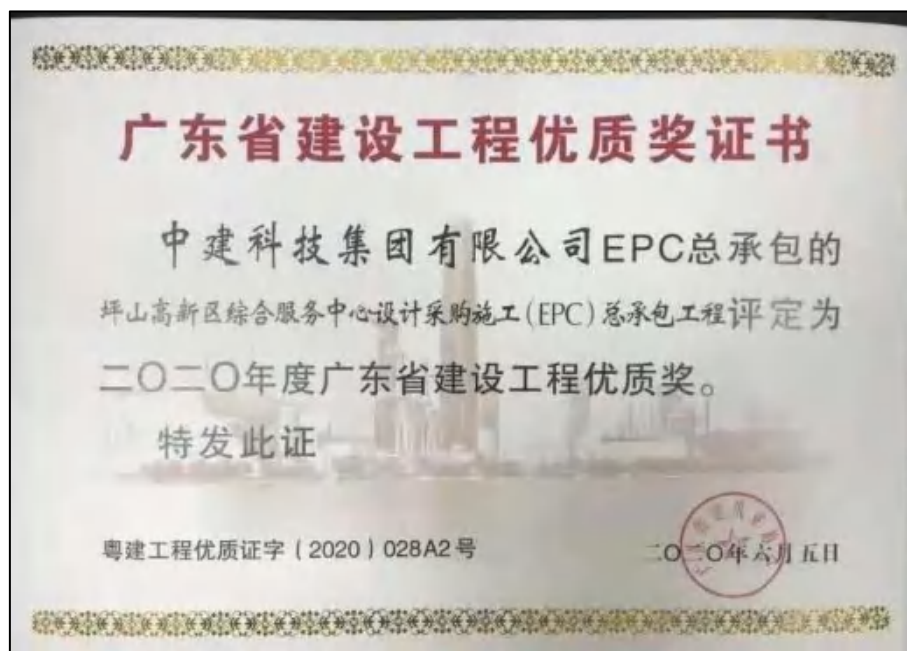 广东省建设工程优质奖证书
中建科技集团有限公司EPC总承包的
坪山高新区综合服务中心设计采购施工(EPC)总承包工程评定为
二〇二〇年度广东省建设工程优质奖。
特发此证
粤建工程优质证字(2020)028A2号
二〇二〇年六月五日